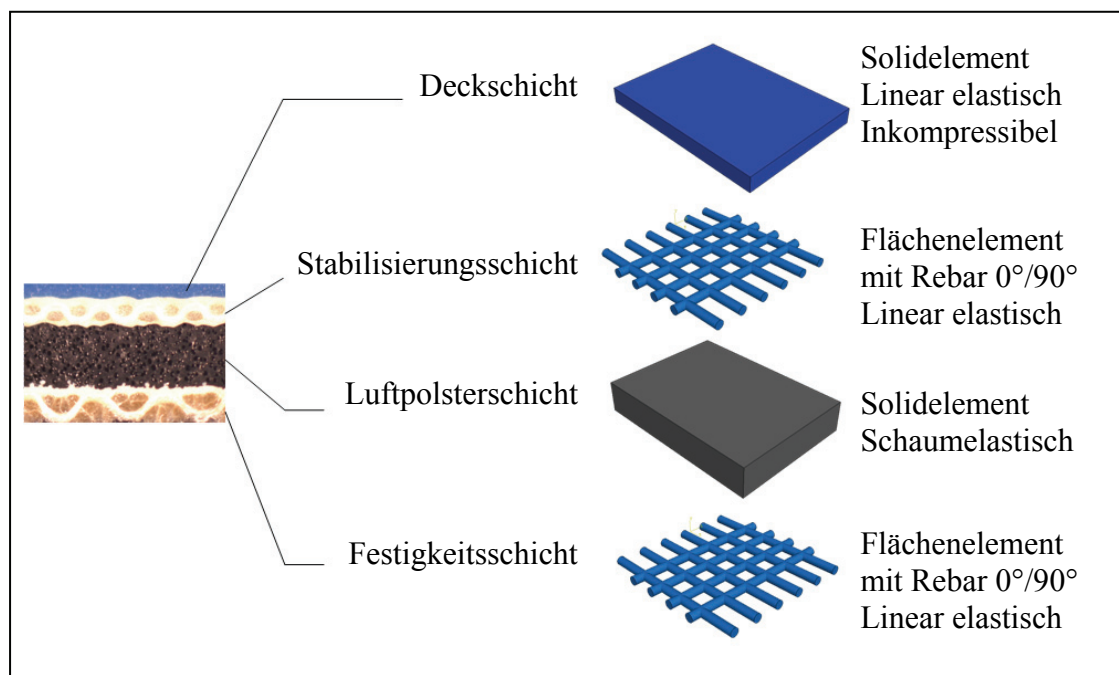 Deckschicht
Solidelement
Linear elastisch
Inkompressibel
Stabilisierungsschicht
Flächenelement
mit Rebar 0°/90°
Linear elastisch
Luftpolsterschicht
Solidelement
Schaumelastisch
Festigkeitsschicht
Flächenelement
mit Rebar 0°/90°
Linear elastisch